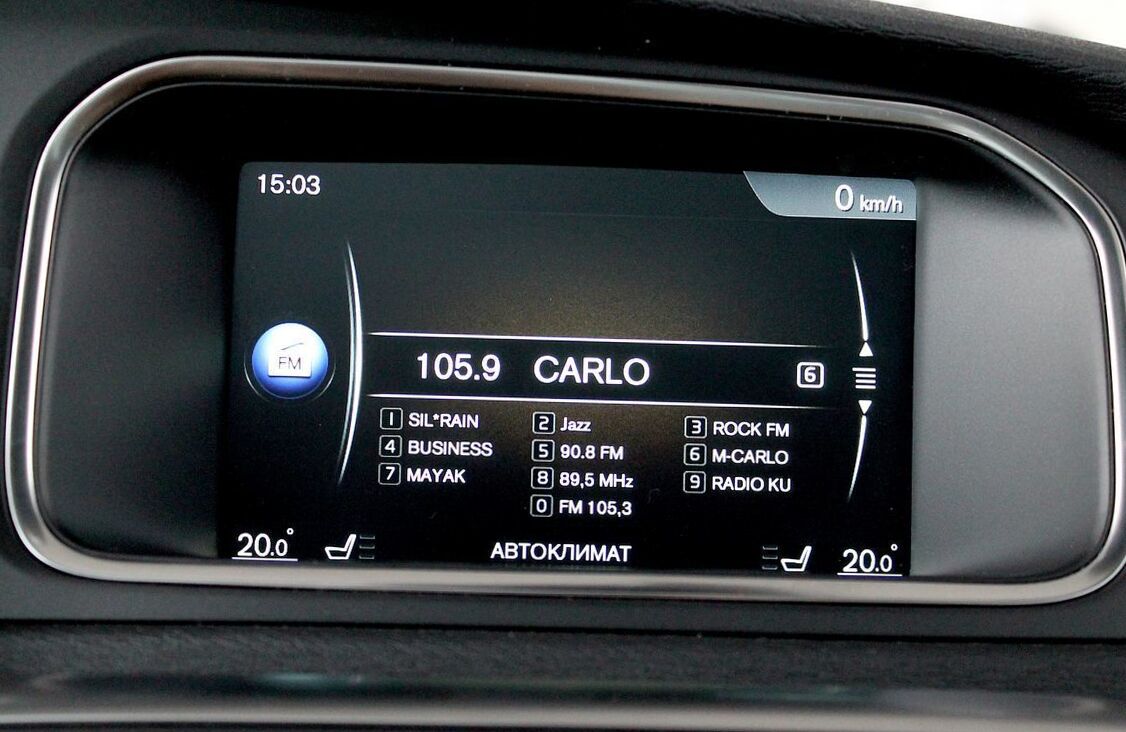 15:03
0 km/h
FM
105.9 CARLO 6
1 SIL*RAIN 2 Jazz 3 ROCK FM
4 BUSINESS 5 90.8 FM 6 M-CARLO
7 MAYAK 8 89,5 MHz 9 RADIO KU
0 FM 105,3
20.0° АВТОКЛИМАТ 20.0°